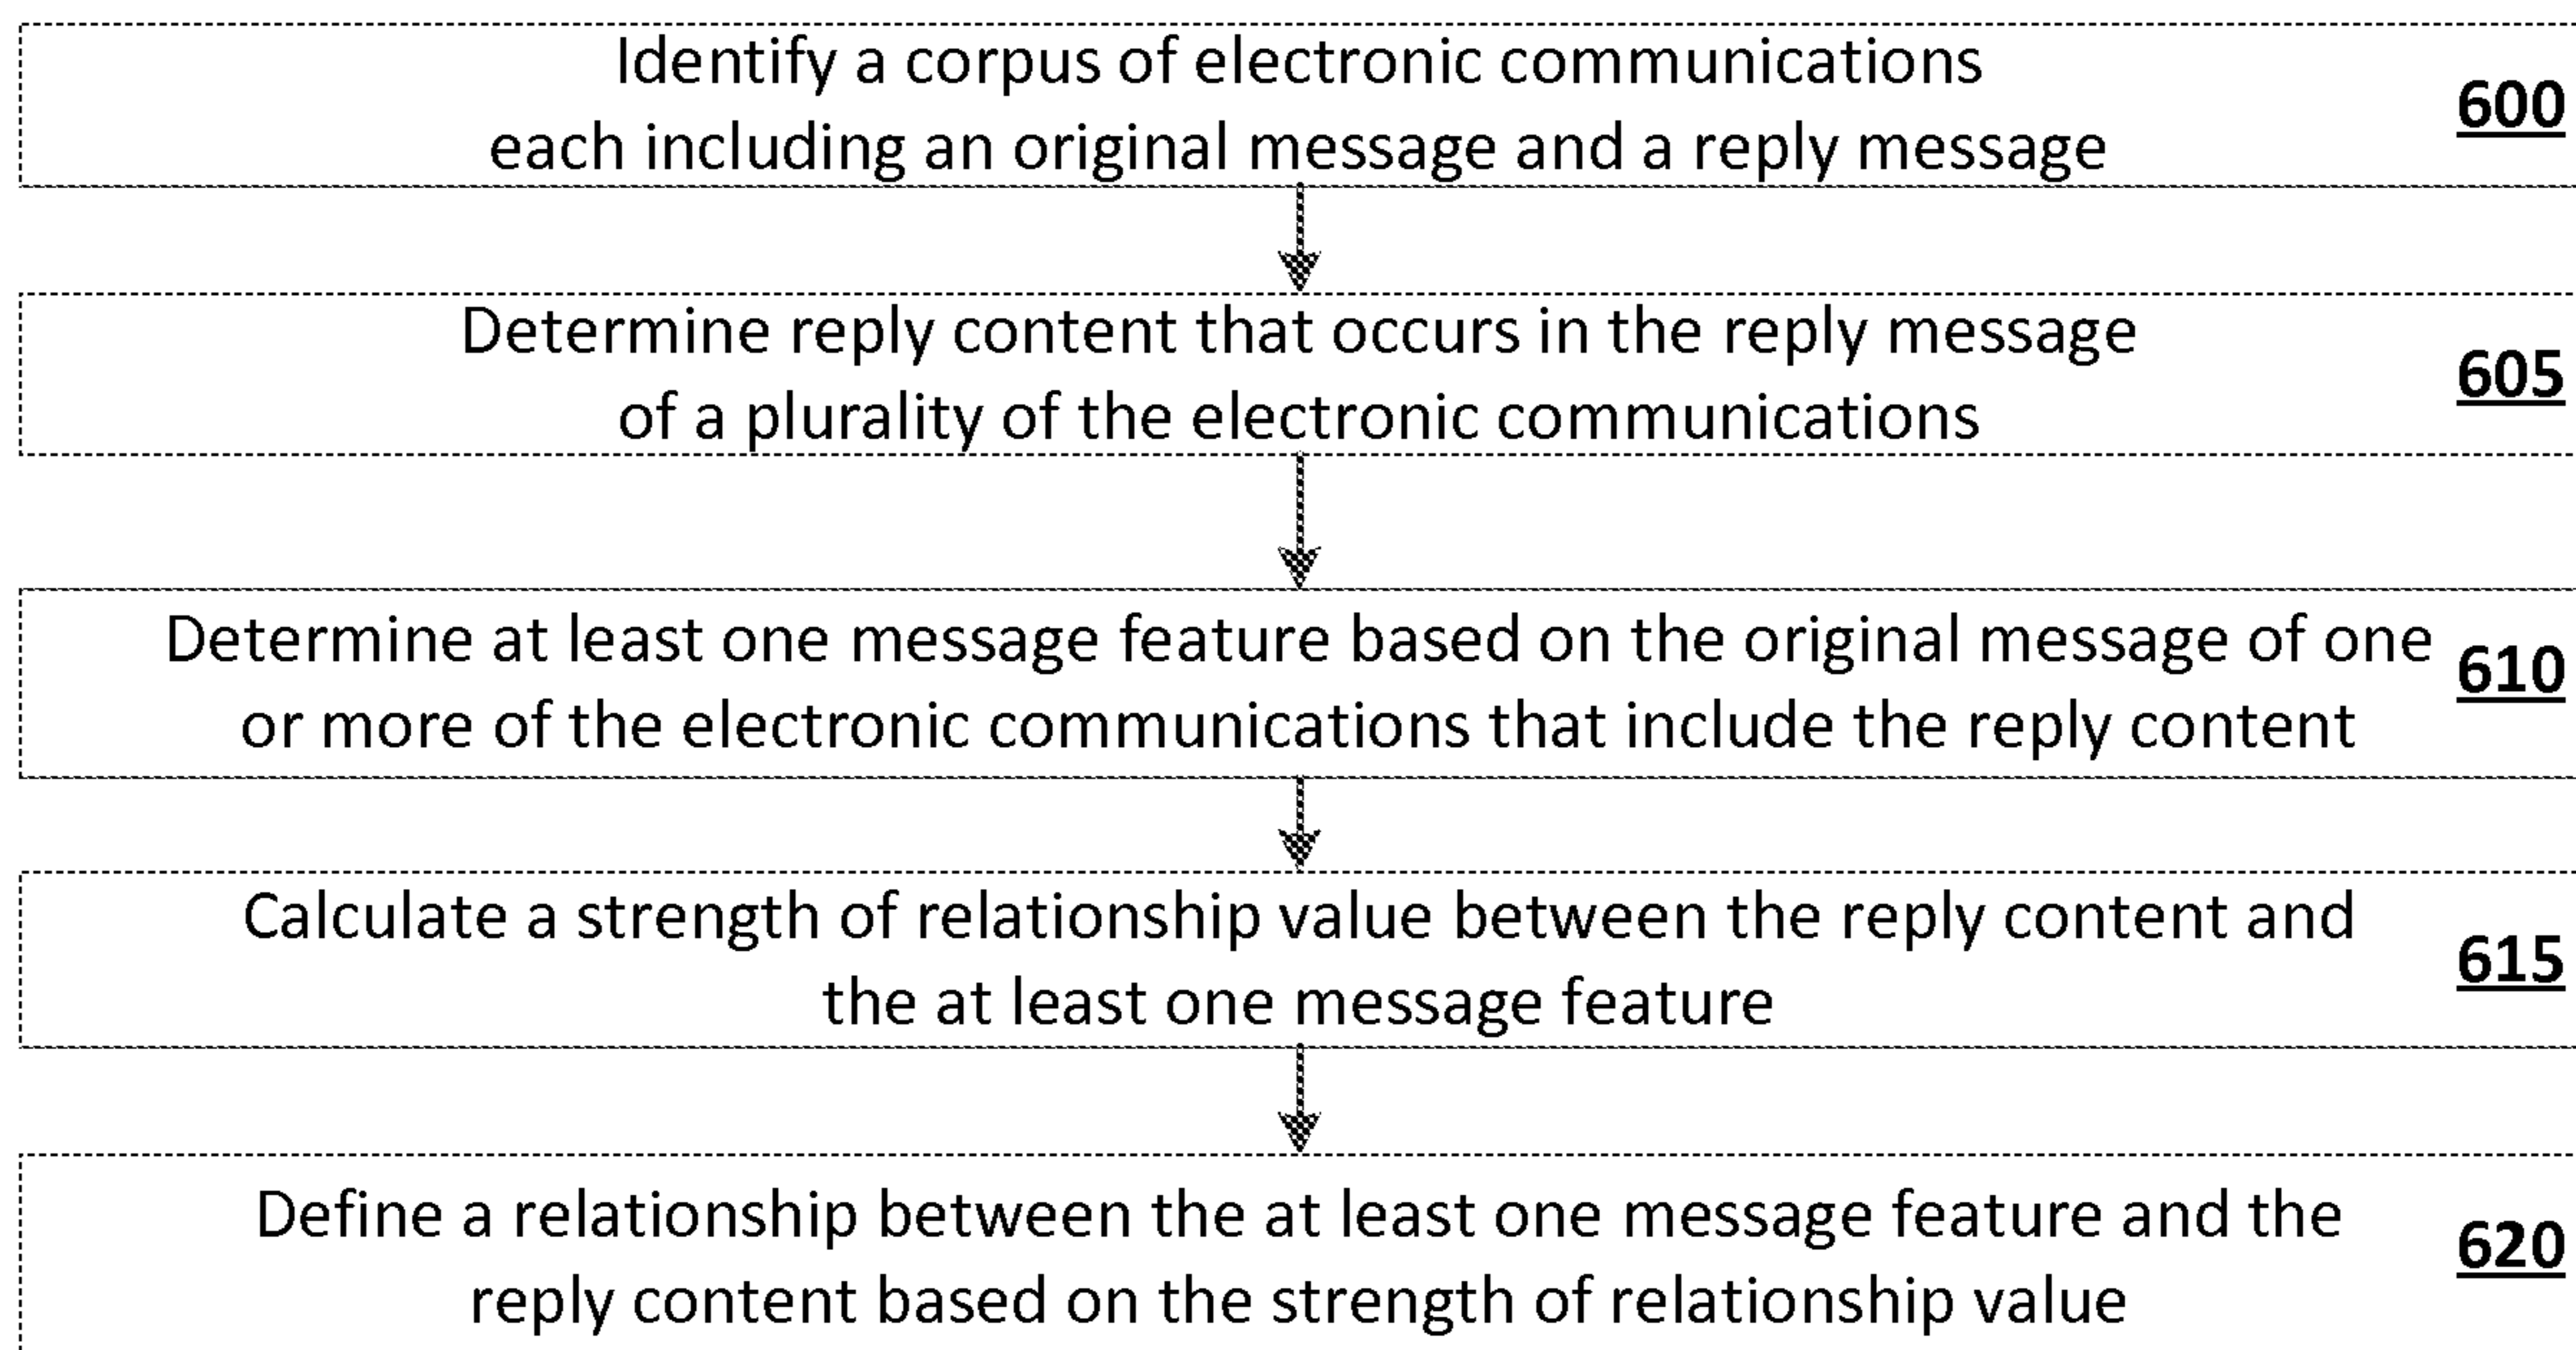 Identify a corpus of electronic communications
each including an original message and a reply message
600
Determine reply content that occurs in the reply message
of a plurality of the electronic communications
605
Determine at least one message feature based on the original message of one
or more of the electronic communications that include the reply content
610
Calculate a strength of relationship value between the reply content and
the at least one message feature
615
Define a relationship between the at least one message feature and the
reply content based on the strength of relationship value
620